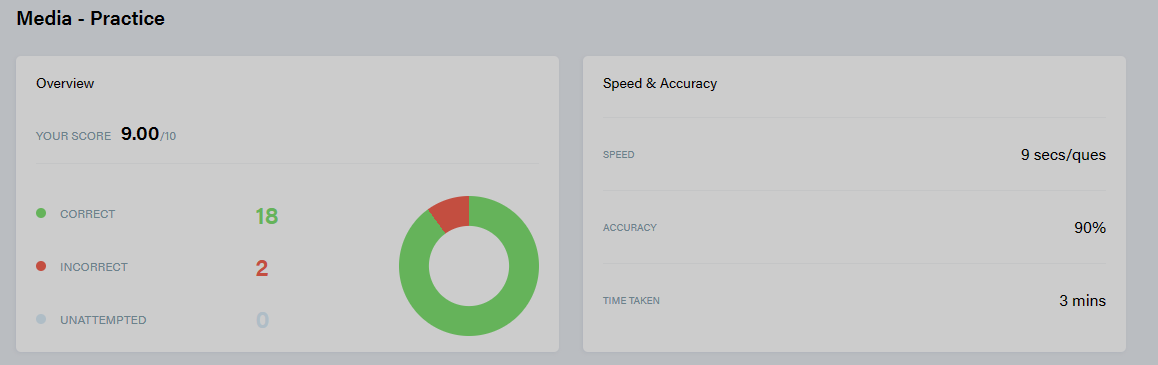 Media - Practice
Overview
YOUR SCORE 9.00/10
CORRECT 18
INCORRECT 2
UNATTEMPTED 0
Speed & Accuracy
SPEED 9 secs/ques
ACCURACY 90%
TIME TAKEN 3 mins